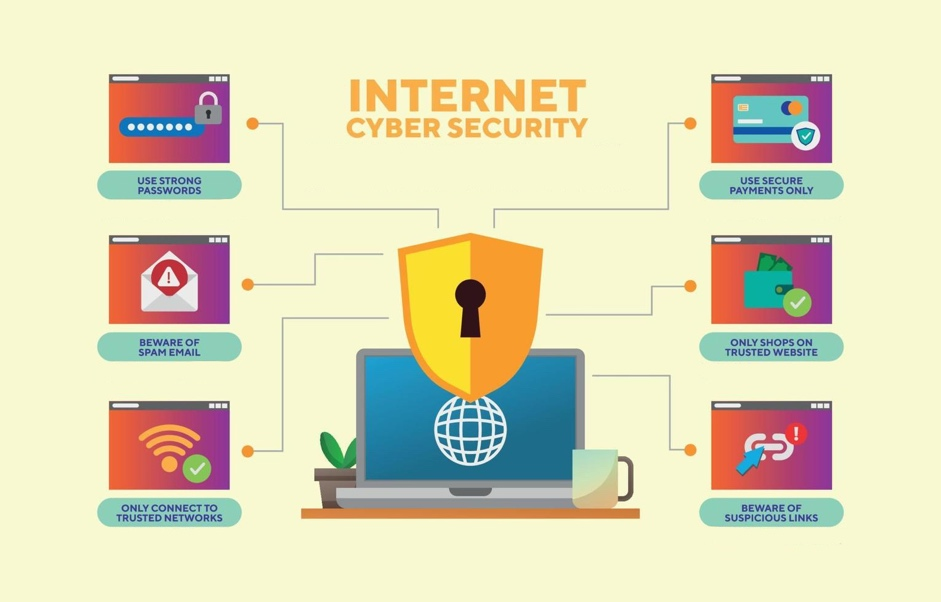 INTERNET
CYBER SECURITY
USE STRONG
PASSWORDS
BEWARE OF
SPAM EMAIL
ONLY CONNECT TO
TRUSTED NETWORKS
USE SECURE
PAYMENTS ONLY
ONLY SHOPS ON
TRUSTED WEBSITE
BEWARE OF
SUSPICIOUS LINKS